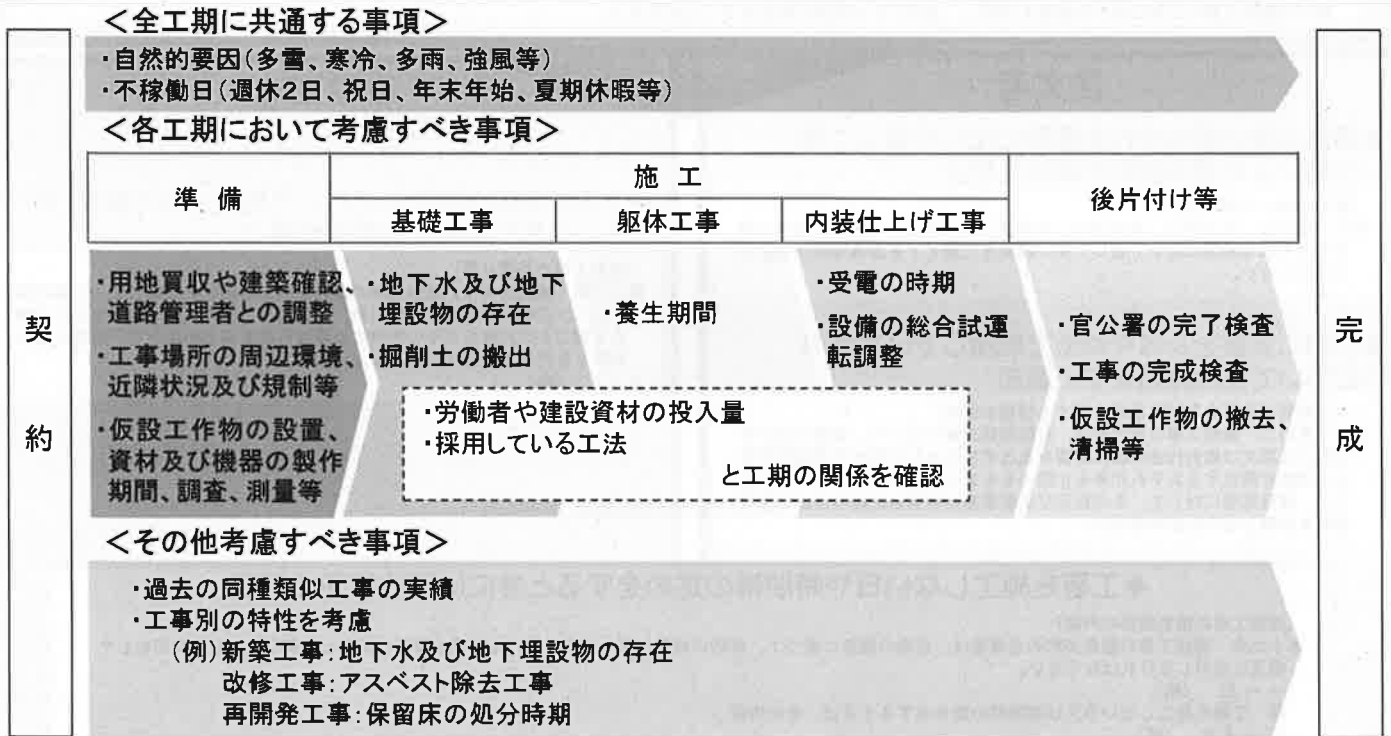 ＜全工期に共通する事項＞
・自然的要因（多雪、寒冷、多雨、強風等）
・不稼働日（週休２日、祝日、年末年始、夏期休暇等）
＜各工期において考慮すべき事項＞
契約
準 備
施 工
基礎工事
躯体工事
内装仕上げ工事
後片付け等
・用地買収や建築確認、
道路管理者との調整
・工事場所の周辺環境、
近隣状況及び規制等
・仮設工作物の設置、
資材及び機器の製作
期間、調査、測量等
・地下水及び地下
埋設物の存在
・掘削土の搬出
・養生期間
・受電の時期
・設備の総合試運
転調整
・労働者や建設資材の投入量
・採用している工法
と工期の関係を確認
・官公署の完了検査
・工事の完成検査
・仮設工作物の撤去、
清掃等
完成
＜その他考慮すべき事項＞
・過去の同種類似工事の実績
・工事別の特性を考慮
（例）新築工事：地下水及び地下埋設物の存在
改修工事：アスベスト除去工事
再開発工事：保留床の処分時期